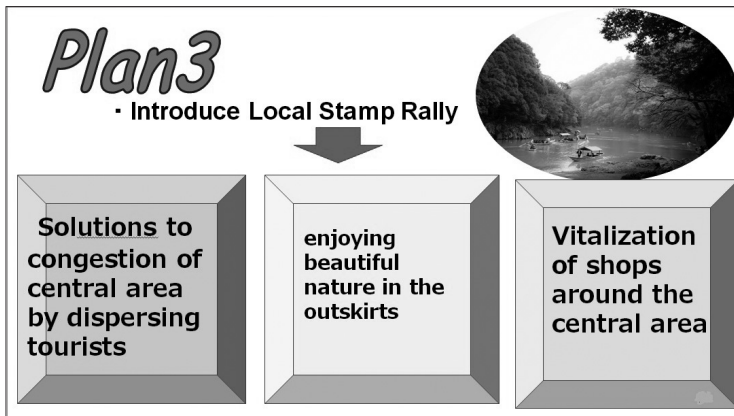 Plan3
・Introduce Local Stamp Rally
Solutions to
congestion of
central area
by dispersing
tourists
enjoying
beautiful
nature in the
outskirts
Vitalization
of shops
around the
central area